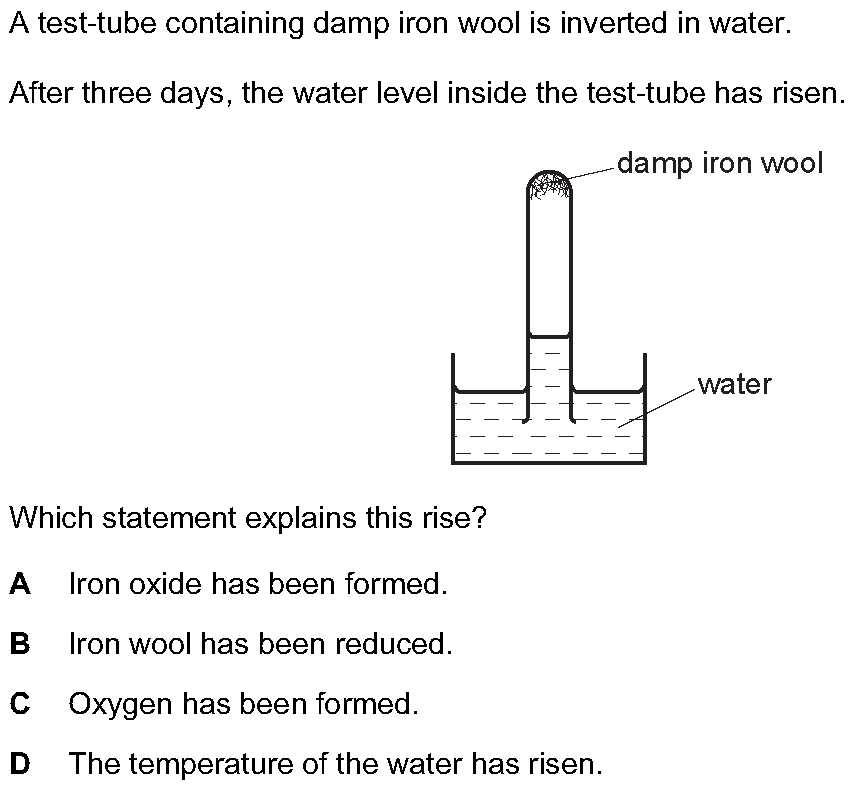 A test-tube containing damp iron wool is inverted in water.
After three days, the water level inside the test-tube has risen.
damp iron wool
water
Which statement explains this rise?
A Iron oxide has been formed.
B Iron wool has been reduced.
C Oxygen has been formed.
D The temperature of the water has risen.